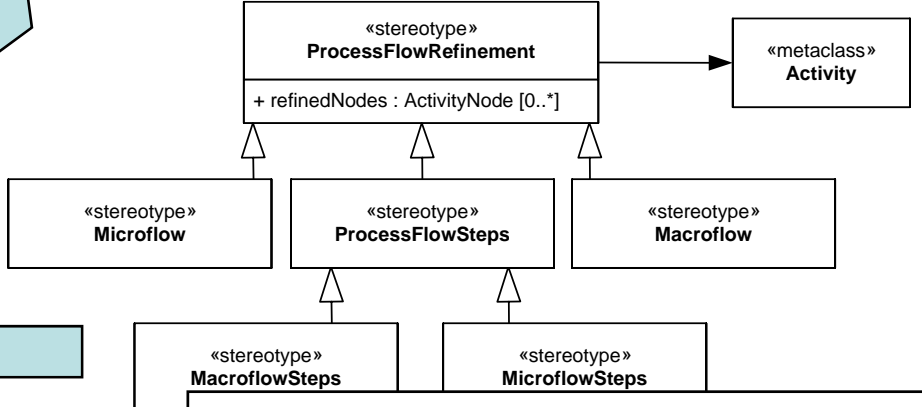 «stereotype»
ProcessFlowRefinement
+ refinedNodes : ActivityNode [0..*]
«metaclass»
Activity
«stereotype»
Microflow
«stereotype»
ProcessFlowSteps
«stereotype»
Macroflow
«stereotype»
MacroflowSteps
«stereotype»
MicroflowSteps